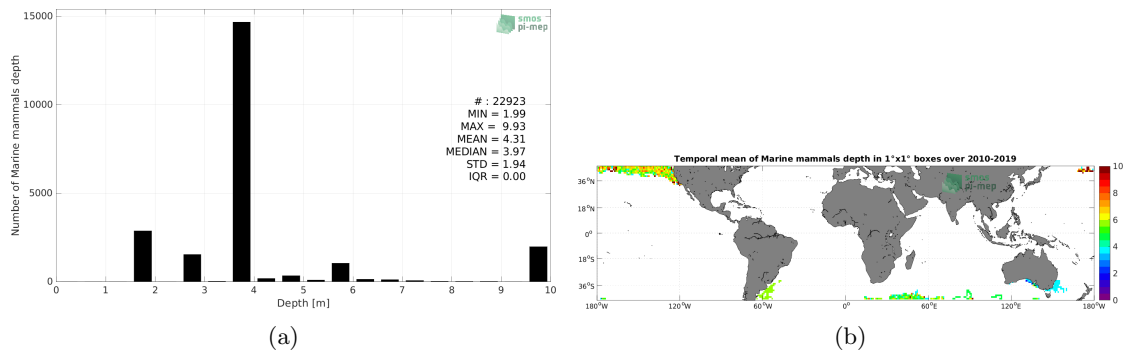 15000
10000
5000
0
Number of Marine mammals depth
smos
pi-mep
# : 22923
MIN = 1.99
MAX = 9.93
MEAN = 4.31
MEDIAN = 3.97
STD = 1.94
IQR = 0.00
0 1 2 3 4 5 6 7 8 9 10
Depth [m]
(a)
Temporal mean of Marine mammals depth in 1°x1° boxes over 2010-2019
smos
pi-mep
36°N
18°N
0°
18°S
36°S
180°W 120°W 60°W 0° 60°E 120°E 180°W
10
8
6
4
2
0
(b)